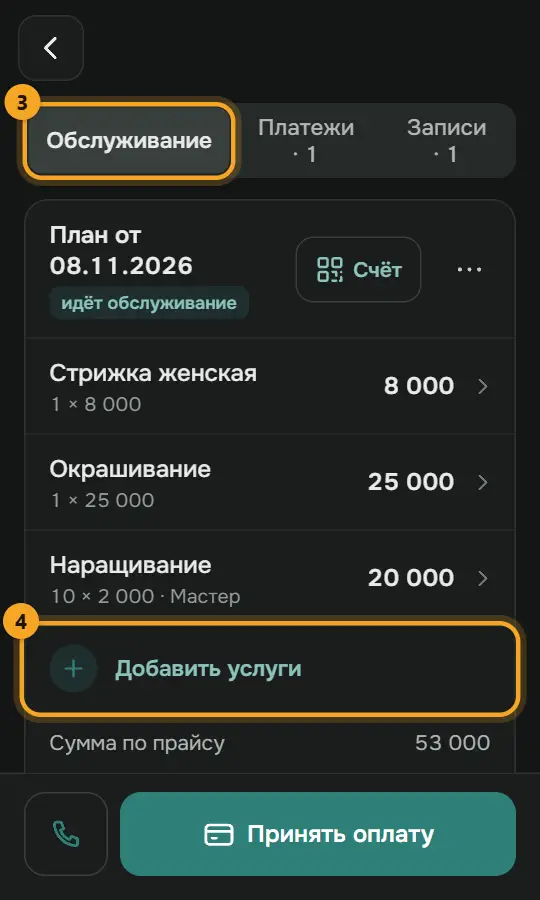 3
Обслуживание
Платежи
· 1
Записи
· 1
План от
08.11.2026
идёт обслуживание
Счёт
...
Стрижка женская
8 000
1 × 8 000
Окрашивание
25 000
1 × 25 000
Наращивание
20 000
10 × 2 000 · Мастер
4
Добавить услуги
Сумма по прайсу
53 000
Принять оплату